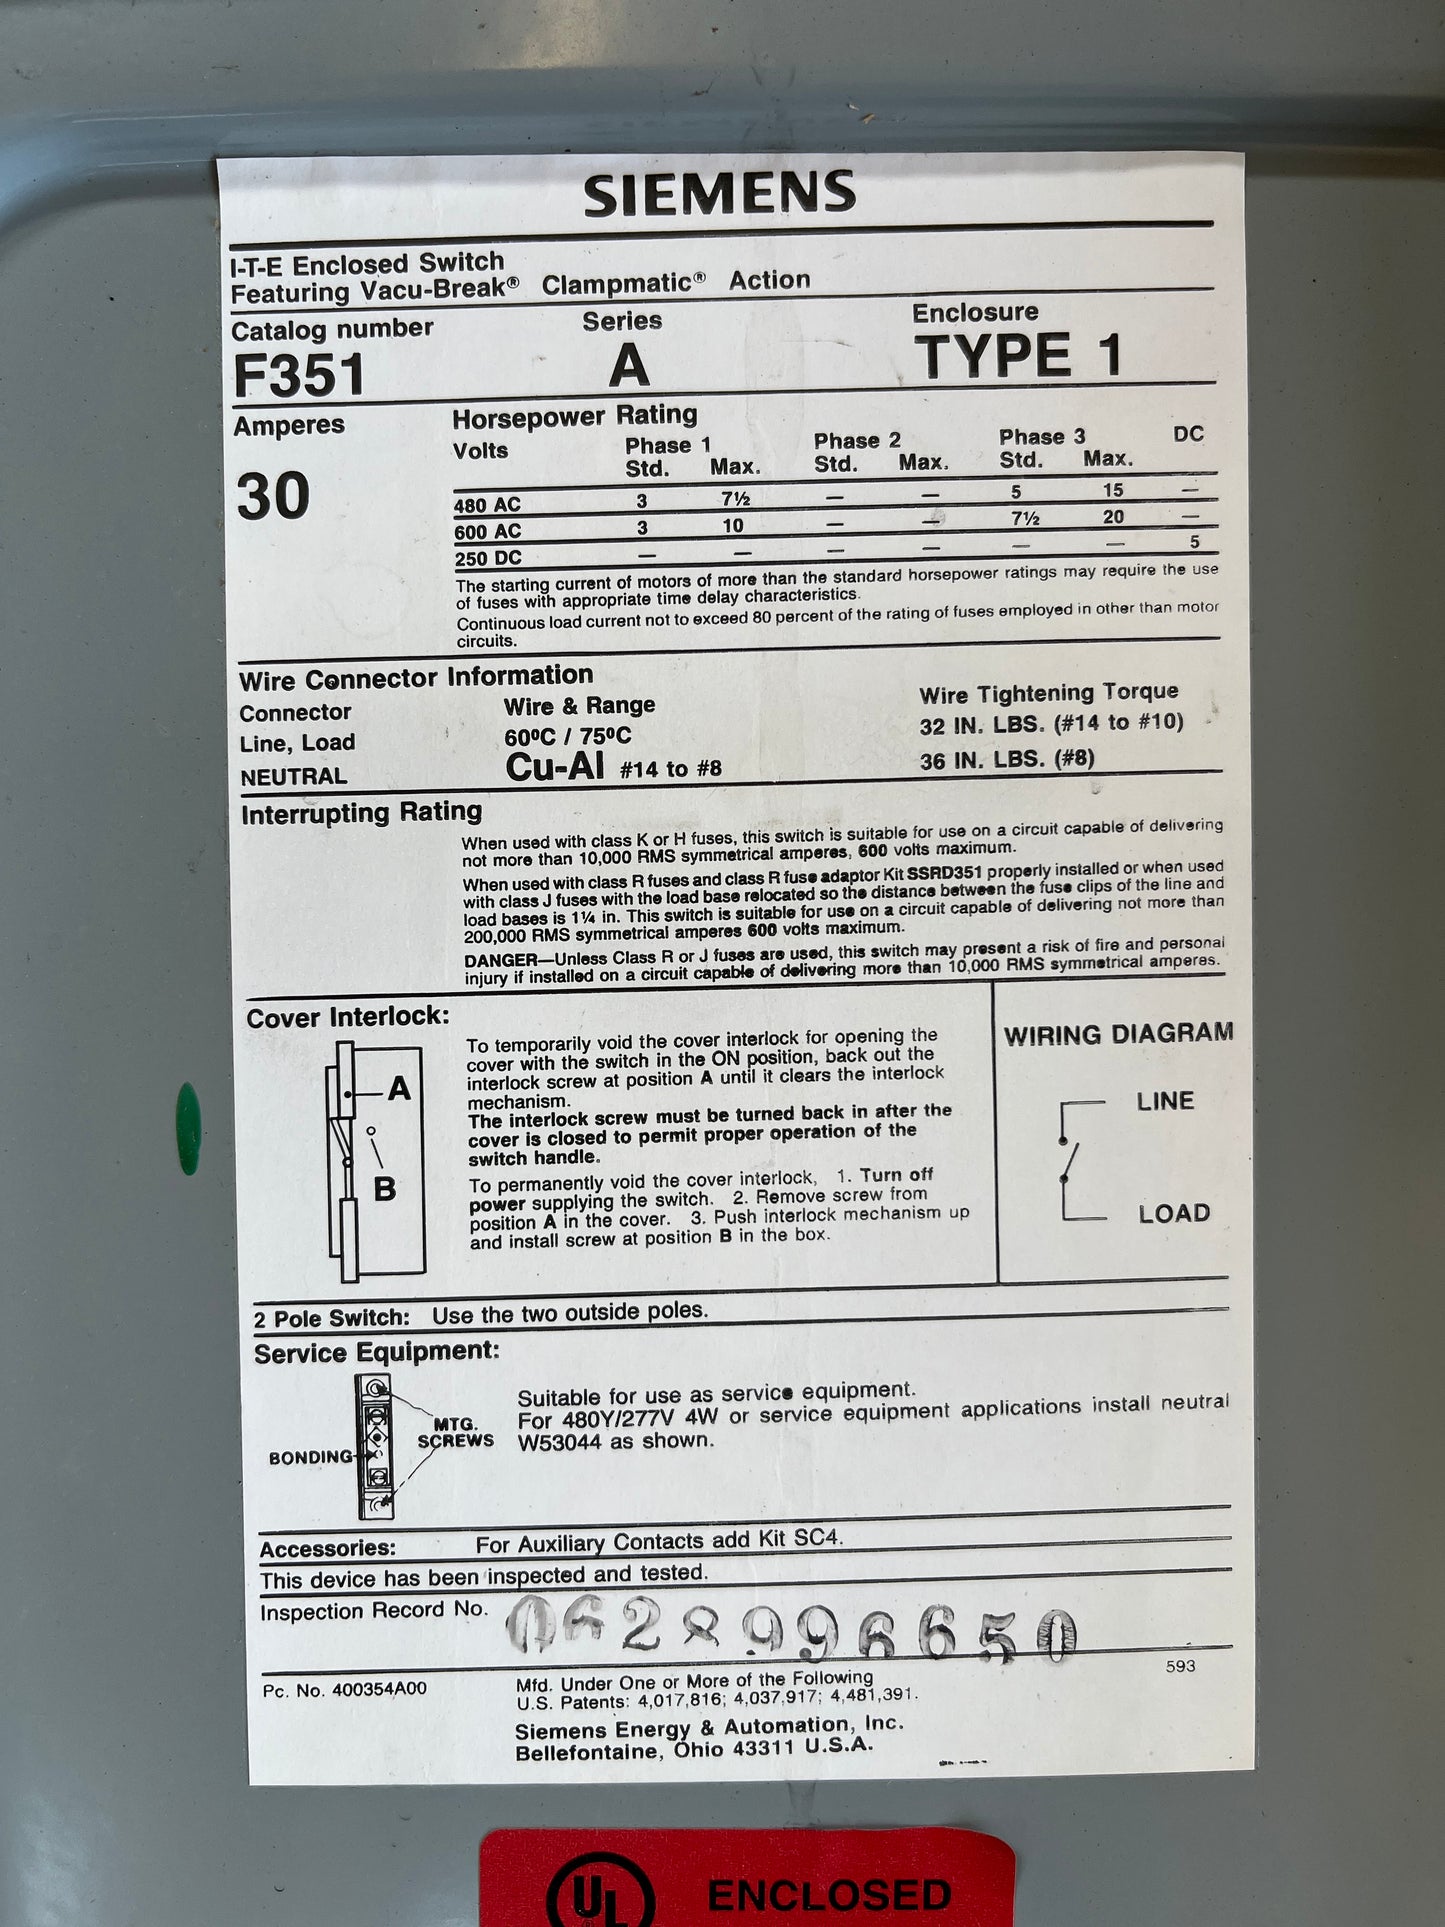 SIEMENS
I-T-E Enclosed Switch
Featuring Vacu-Break® Clampmatic® Action
Catalog number Series Enclosure
F351 A TYPE 1
Amperes Horsepower Rating
30
Volts Phase 1 Phase 2 Phase 3 DC
Std. Max. Std. Max. Std. Max.
480 AC 3 7½ — — 5 15 —
600 AC 3 10 — — 7½ 20 —
250 DC — — — — — — 5
The starting current of motors of more than the standard horsepower ratings may require the use
of fuses with appropriate time delay characteristics.
Continuous load current not to exceed 80 percent of the rating of fuses employed in other than motor
circuits.
Wire Connector Information
Connector Wire & Range Wire Tightening Torque
Line, Load 60ºC / 75ºC 32 IN. LBS. (#14 to #10)
NEUTRAL Cu-Al #14 to #8 36 IN. LBS. (#8)
Interrupting Rating
When used with class K or H fuses, this switch is suitable for use on a circuit capable of delivering
not more than 10,000 RMS symmetrical amperes, 600 volts maximum.
When used with class R fuses and class R fuse adaptor Kit SSRD351 properly installed or when used
with class J fuses with the load base relocated so the distance between the fuse clips of the line and
load bases is 1¼ in. This switch is suitable for use on a circuit capable of delivering not more than
200,000 RMS symmetrical amperes 600 volts maximum.
DANGER—Unless Class R or J fuses are used, this switch may present a risk of fire and personal
injury if installed on a circuit capable of delivering more than 10,000 RMS symmetrical amperes.
Cover Interlock:
A
B
To temporarily void the cover interlock for opening the
cover with the switch in the ON position, back out the
interlock screw at position A until it clears the interlock
mechanism.
The interlock screw must be turned back in after the
cover is closed to permit proper operation of the
switch handle.
To permanently void the cover interlock, 1. Turn off
power supplying the switch. 2. Remove screw from
position A in the cover. 3. Push interlock mechanism up
and install screw at position B in the box.
WIRING DIAGRAM
LINE
LOAD
2 Pole Switch: Use the two outside poles.
Service Equipment:
MTG.
SCREWS
BONDING
Suitable for use as service equipment.
For 480Y/277V 4W or service equipment applications install neutral
W53044 as shown.
Accessories: For Auxiliary Contacts add Kit SC4.
This device has been inspected and tested.
Inspection Record No. 0628996650
593
Pc. No. 400354A00
Mfd. Under One or More of the Following
U.S. Patents: 4,017,816; 4,037,917; 4,481,391.
Siemens Energy & Automation, Inc.
Bellefontaine, Ohio 43311 U.S.A.
UL ENCLOSED